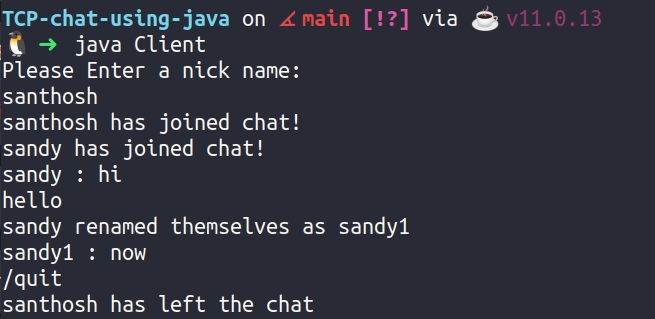 TCP-chat-using-java on main [!?] via v11.0.13
➜ java Client
Please Enter a nick name:
santhosh
santhosh has joined chat!
sandy has joined chat!
sandy : hi
hello
sandy renamed themselves as sandy1
sandy1 : now
/quit
santhosh has left the chat